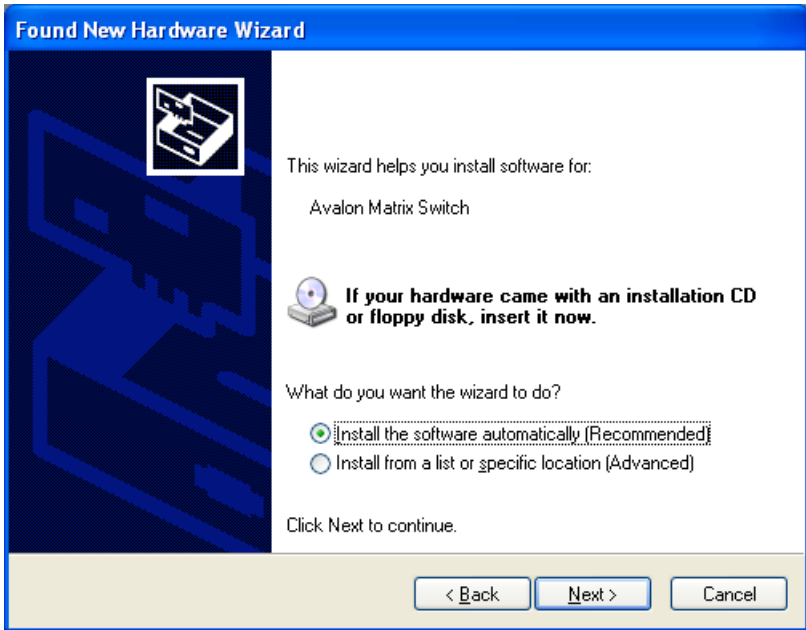 Found New Hardware Wizard
This wizard helps you install software for:
Avalon Matrix Switch
If your hardware came with an installation CD
or floppy disk, insert it now.
What do you want the wizard to do?
Install the software automatically (Recommended)
Install from a list or specific location (Advanced)
Click Next to continue.
< Back Next > Cancel